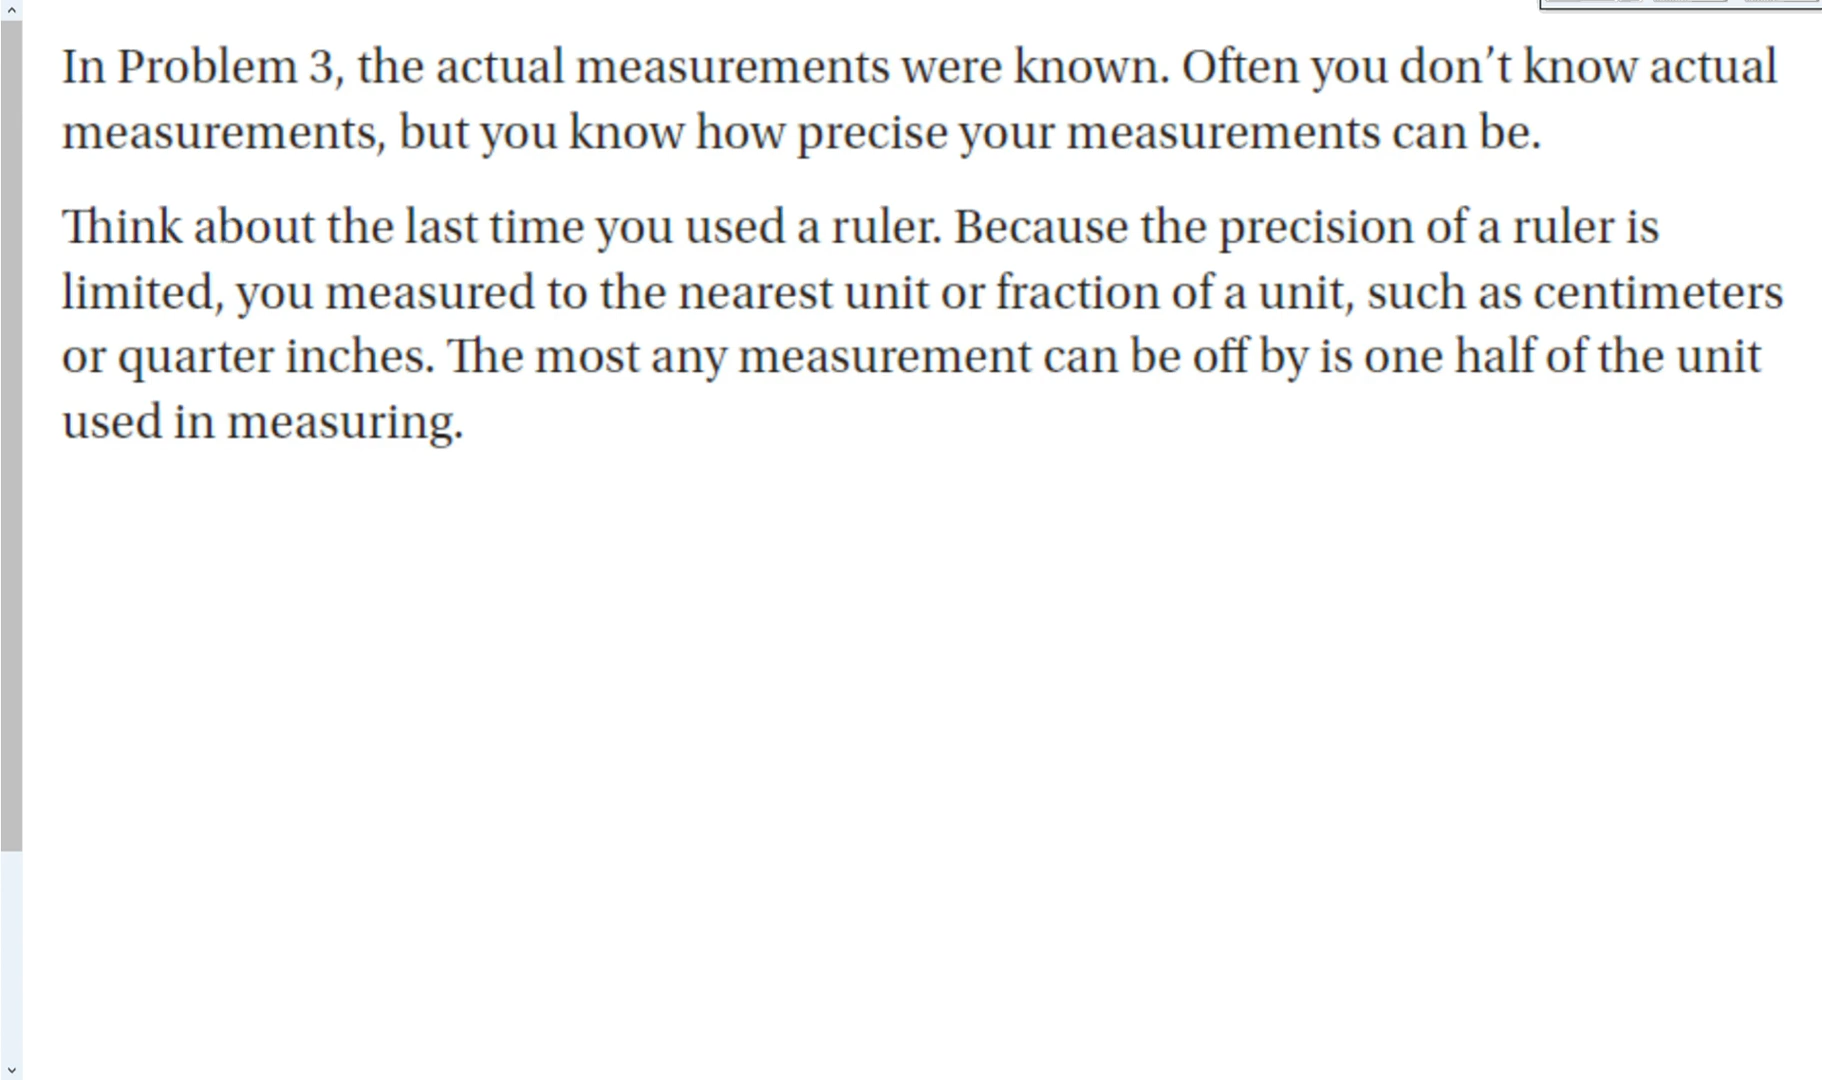 In Problem 3, the actual measurements were known. Often you don’t know actual
measurements, but you know how precise your measurements can be.
Think about the last time you used a ruler. Because the precision of a ruler is
limited, you measured to the nearest unit or fraction of a unit, such as centimeters
or quarter inches. The most any measurement can be off by is one half of the unit
used in measuring.